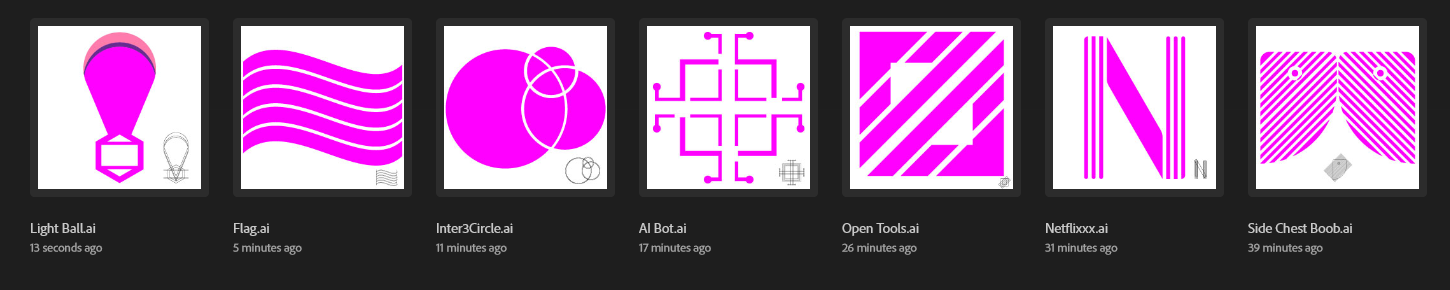 Light Ball.ai
13 seconds ago
Flag.ai
5 minutes ago
Inter3Circle.ai
11 minutes ago
AI Bot.ai
17 minutes ago
Open Tools.ai
26 minutes ago
Netflixxx.ai
31 minutes ago
Side Chest Boob.ai
39 minutes ago